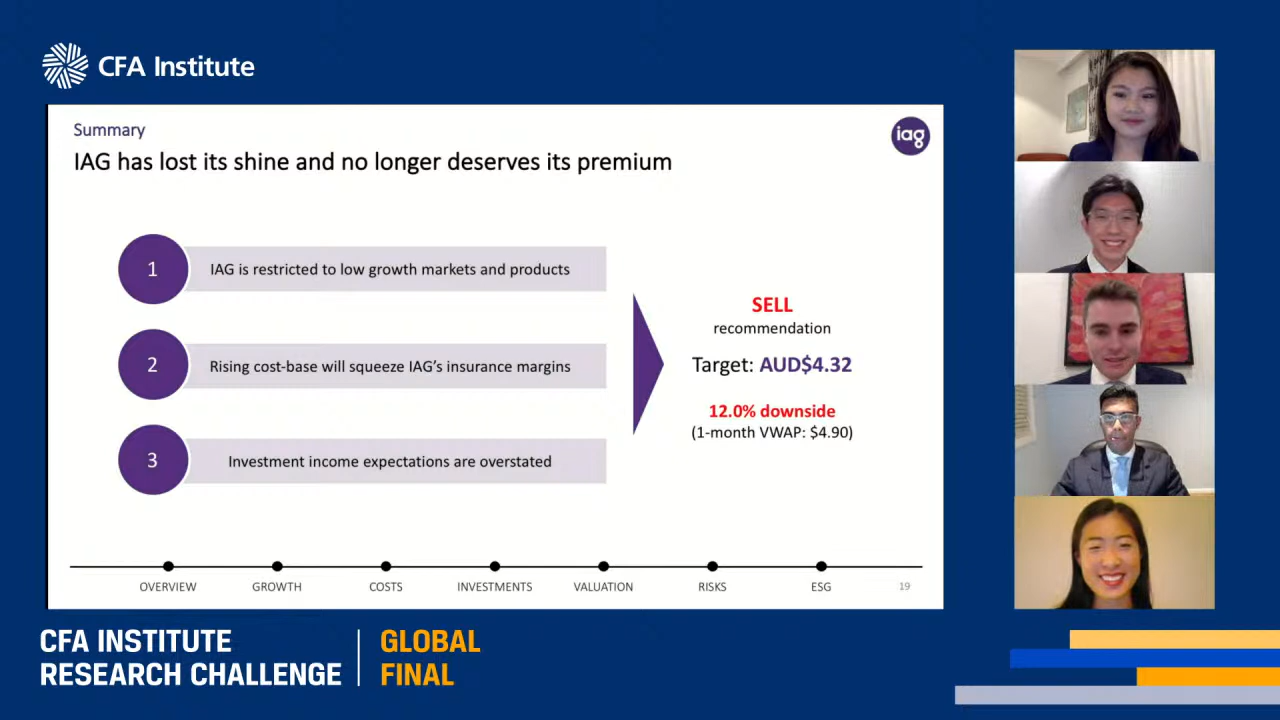 CFA Institute
Summary
iag
IAG has lost its shine and no longer deserves its premium
1
IAG is restricted to low growth markets and products
2
Rising cost-base will squeeze IAG's insurance margins
3
Investment income expectations are overstated
SELL
recommendation
Target: AUD$4.32
12.0% downside
(1-month VWAP: $4.90)
OVERVIEW
GROWTH
COSTS
INVESTMENTS
VALUATION
RISKS
ESG
19
CFA INSTITUTE
RESEARCH CHALLENGE
GLOBAL
FINAL